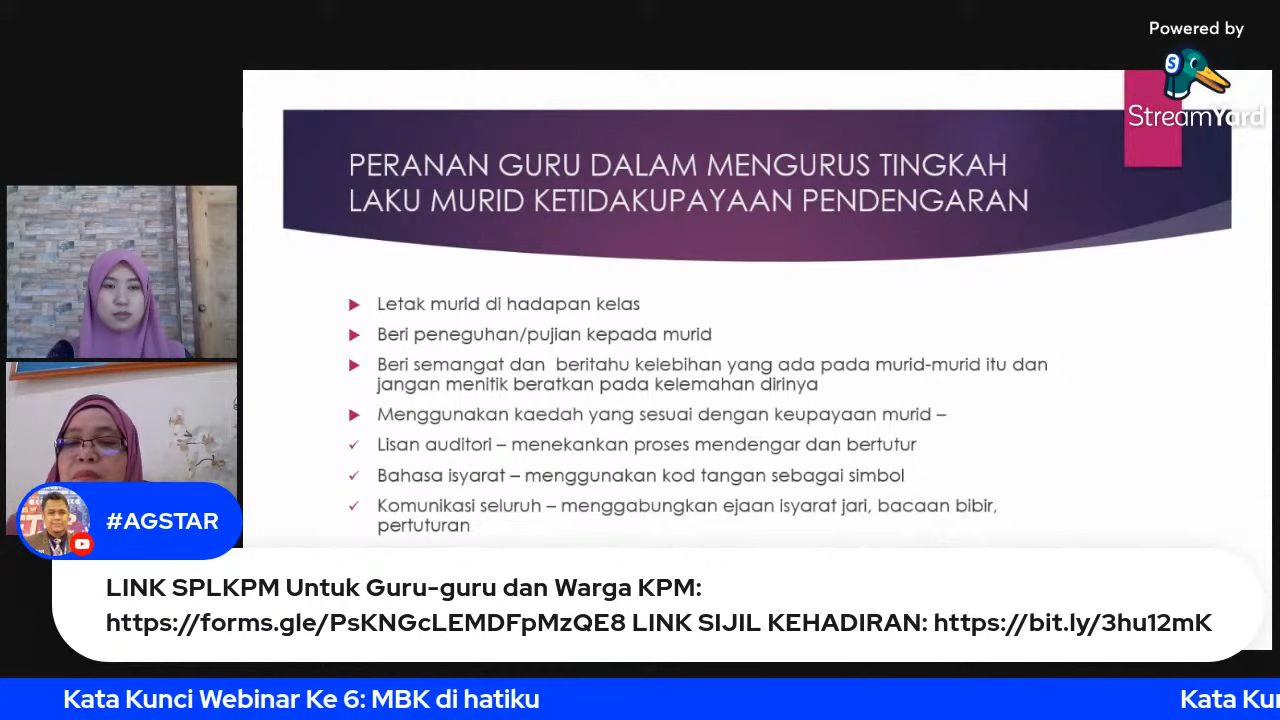 Powered by
StreamYard
PERANAN GURU DALAM MENGURUS TINGKAH
LAKU MURID KETIDAKUPAYAAN PENDENGARAN
Letak murid di hadapan kelas
Beri peneguhan/pujian kepada murid
Beri semangat dan beritahu kelebihan yang ada pada murid-murid itu dan
jangan menitik beratkan pada kelemahan dirinya
Menggunakan kaedah yang sesuai dengan keupayaan murid –
Lisan auditori – menekankan proses mendengar dan bertutur
Bahasa isyarat – menggunakan kod tangan sebagai simbol
Komunikasi seluruh – menggabungkan ejaan isyarat jari, bacaan bibir,
pertuturan
#AGSTAR
LINK SPLKPM Untuk Guru-guru dan Warga KPM:
https://forms.gle/PsKNGcLEMDFpMzQE8 LINK SIJIL KEHADIRAN: https://bit.ly/3hu12mK
Kata Kunci Webinar Ke 6: MBK di hatiku
Kata Kun